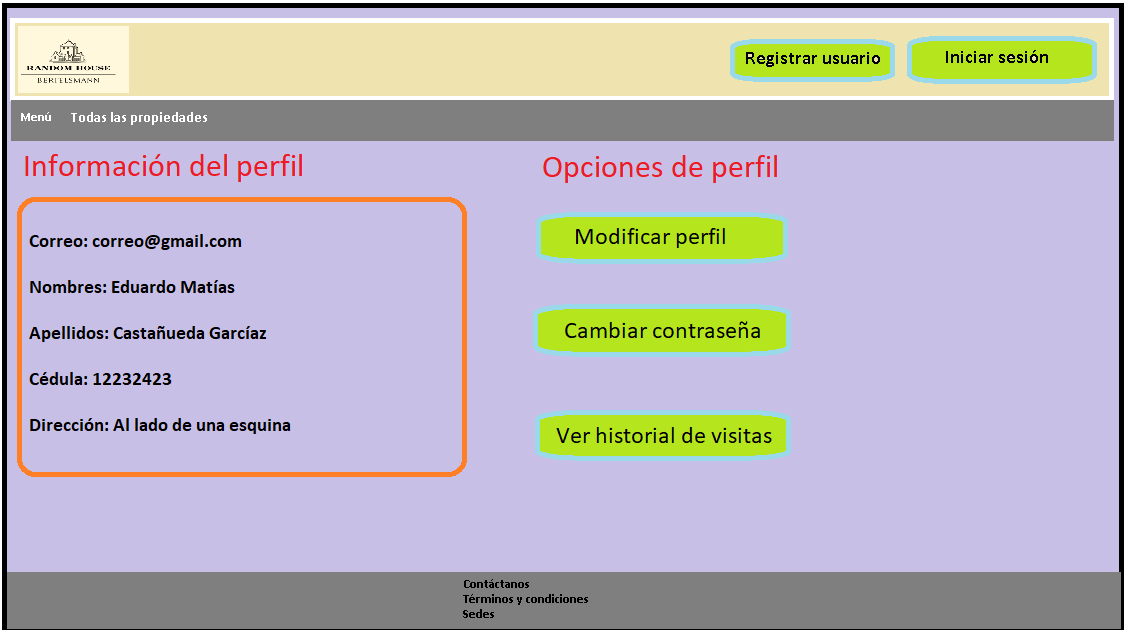 RANDOM HOUSE
BERTELSMANN
Registrar usuario
Iniciar sesión
Menú
Todas las propiedades
Información del perfil
Correo: correo@gmail.com
Nombres: Eduardo Matías
Apellidos: Castañueda Garcíaz
Cédula: 12232423
Dirección: Al lado de una esquina
Opciones de perfil
Modificar perfil
Cambiar contraseña
Ver historial de visitas
Contáctanos
Términos y condiciones
Sedes